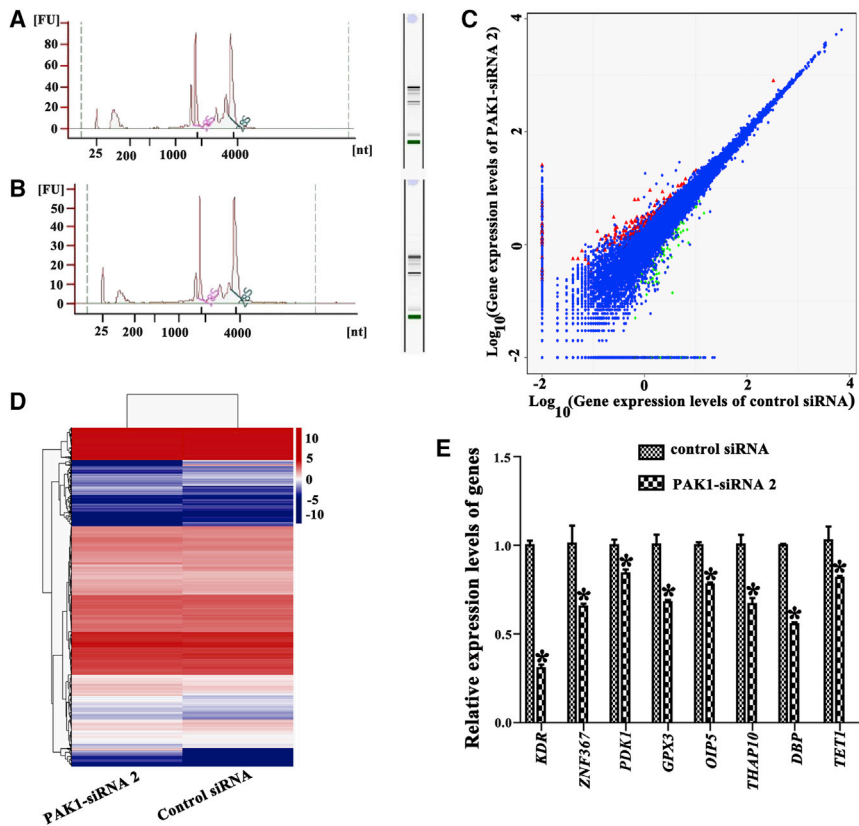 A
[FU]
80
60
40
20
0
25
200
1000
4000
[nt]
18S
28S
B
[FU]
50
40
30
20
10
0
25
200
1000
4000
[nt]
18S
28S
C
Log10(Gene expression levels of PAK1-siRNA 2)
4
2
0
-2
-2
0
2
4
Log10(Gene expression levels of control siRNA)
D
10
5
0
-5
-10
PAK1-siRNA 2
Control siRNA
E
control siRNA
PAK1-siRNA 2
Relative expression levels of genes
1.5
1.0
0.5
0.0
*
*
*
*
*
*
*
*
KDR
ZNF367
PDK1
GPX3
OIP5
THAP10
DBP
TET1